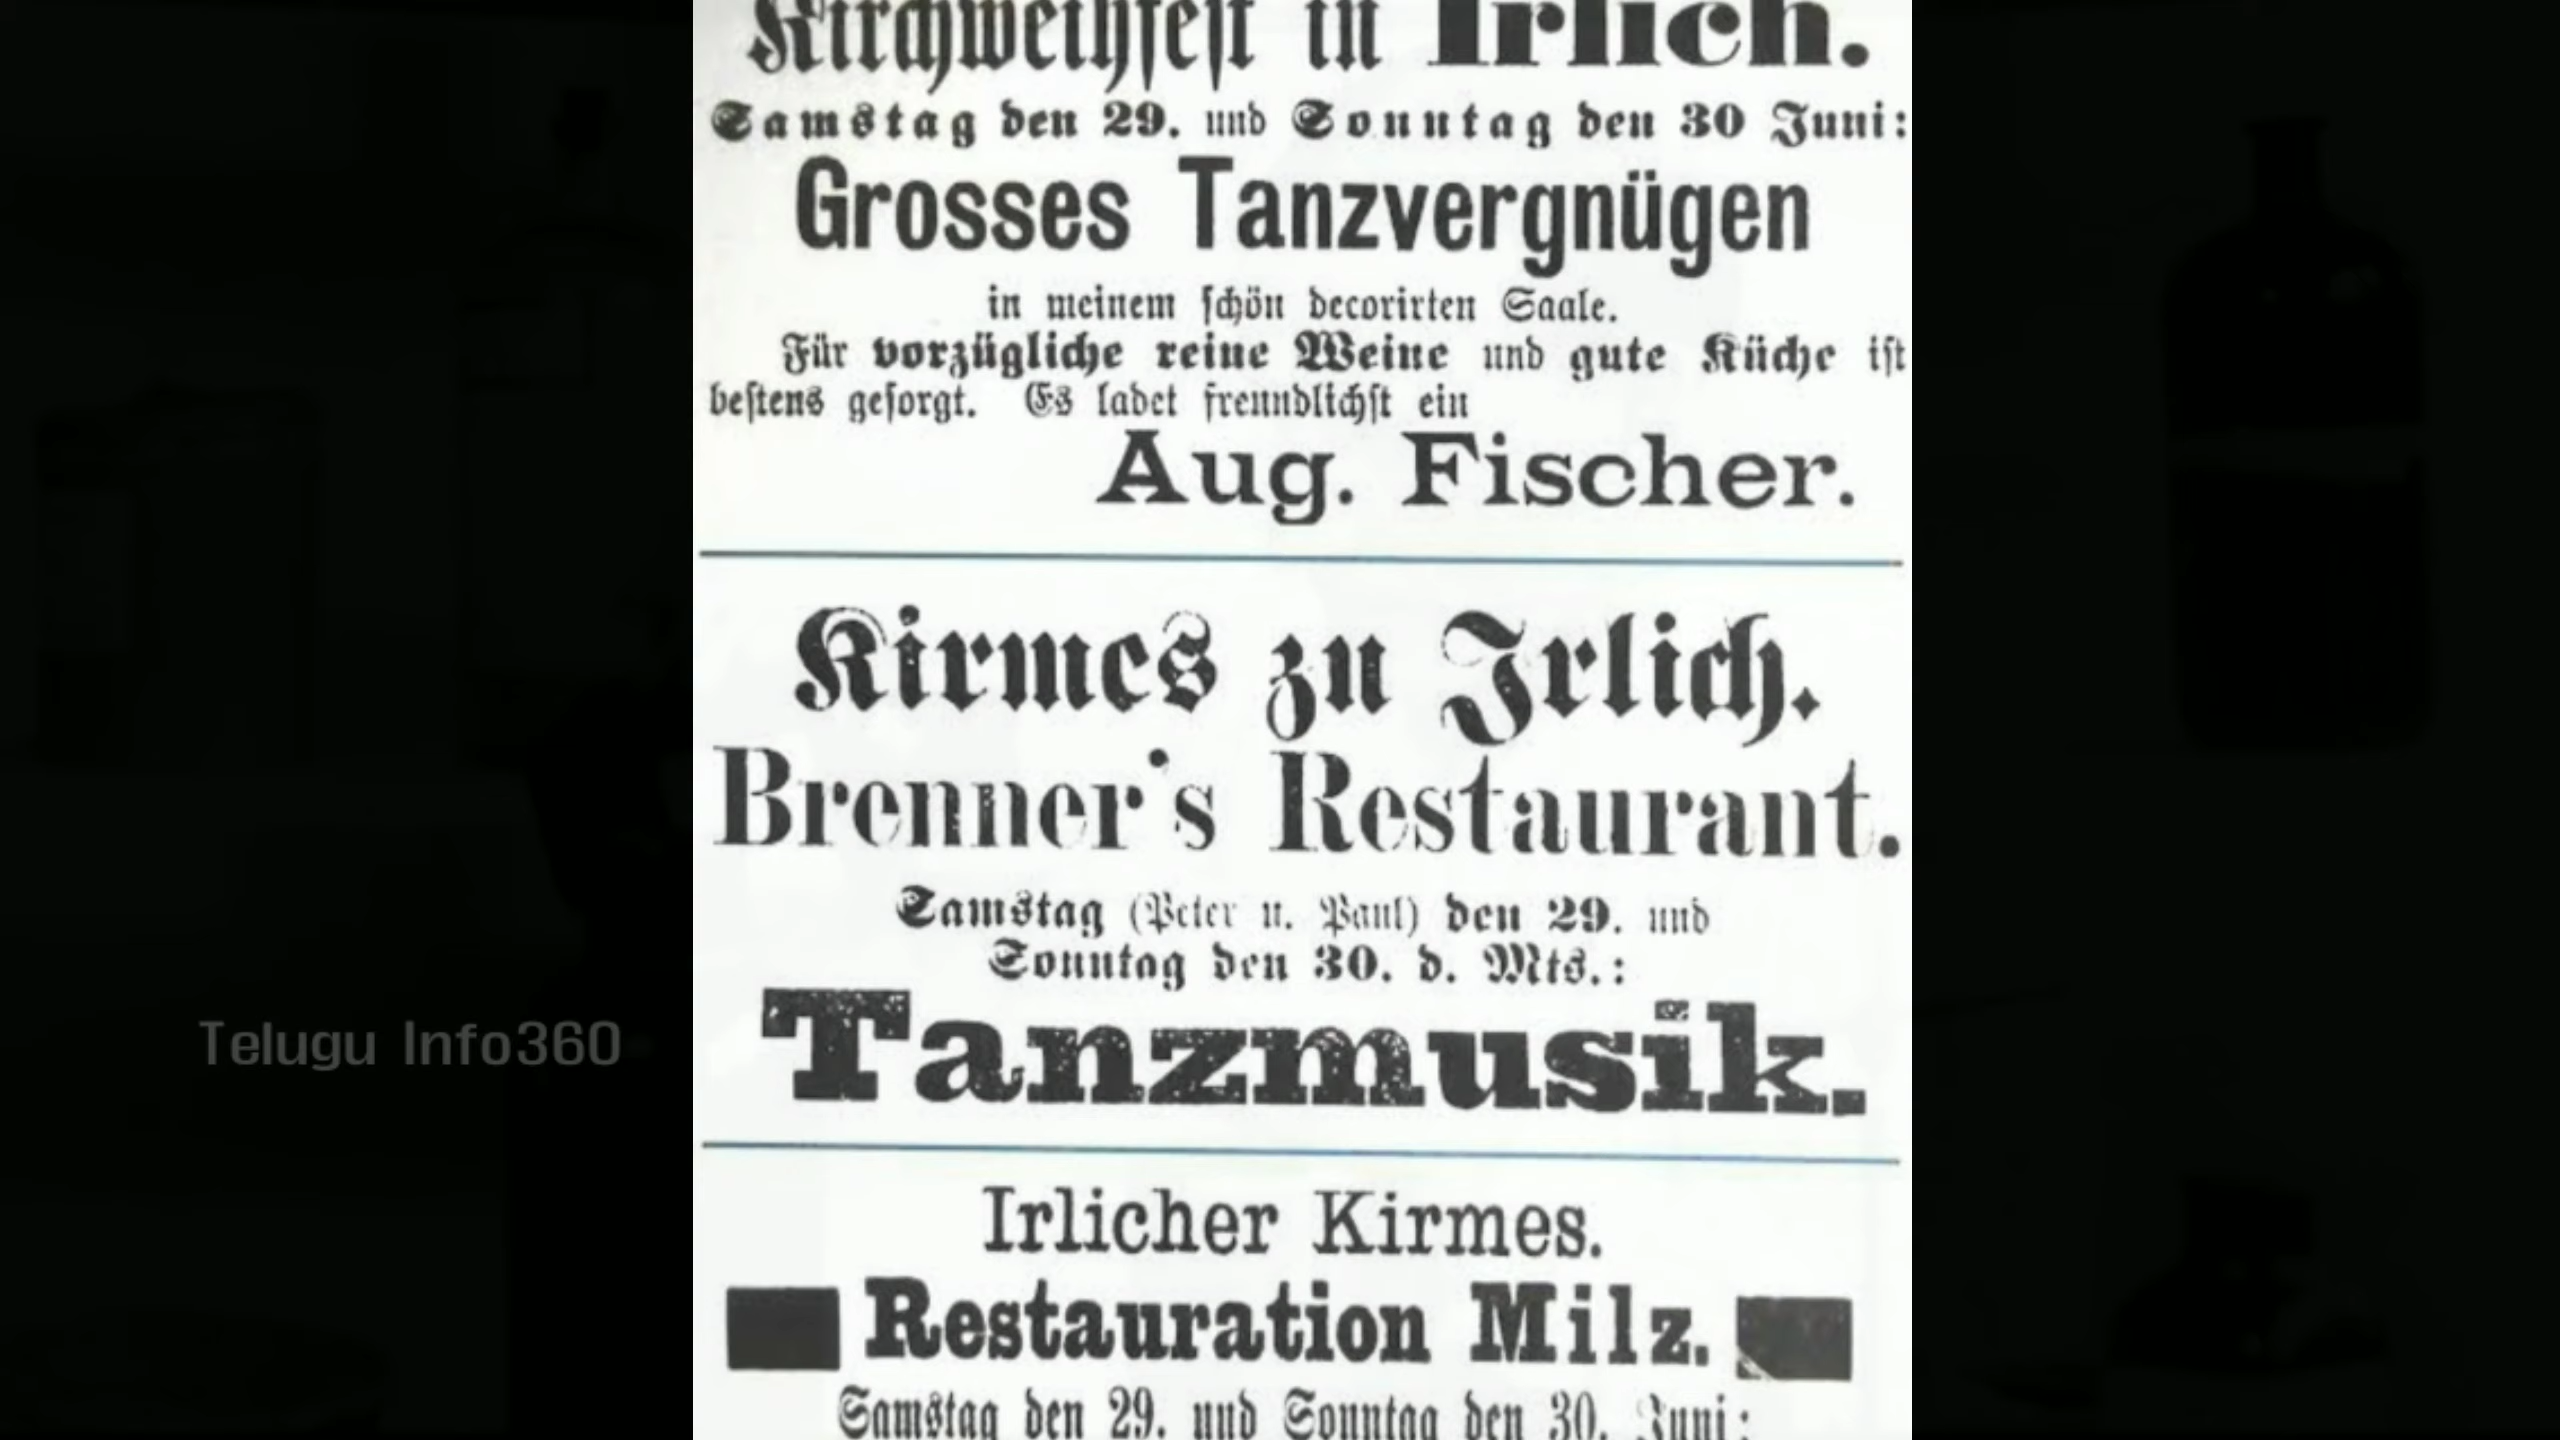 Kirchweihfest in Irlich.
Samstag den 29. und Sonntag den 30 Juni:
Grosses Tanzvergnügen
in meinem schön decorirten Saale.
Für vorzügliche reine Weine und gute Küche ist
bestens gesorgt. Es ladet freundlichst ein
Aug. Fischer.
Kirmes zu Irlich.
Brenner's Restaurant.
Samstag (Peter u. Paul) den 29. und
Sonntag den 30. d. Mts.:
Telugu Info360
Tanzmusik.
Irlicher Kirmes.
Restauration Milz.
Samstag den 29. und Sonntag den 30. Juni: